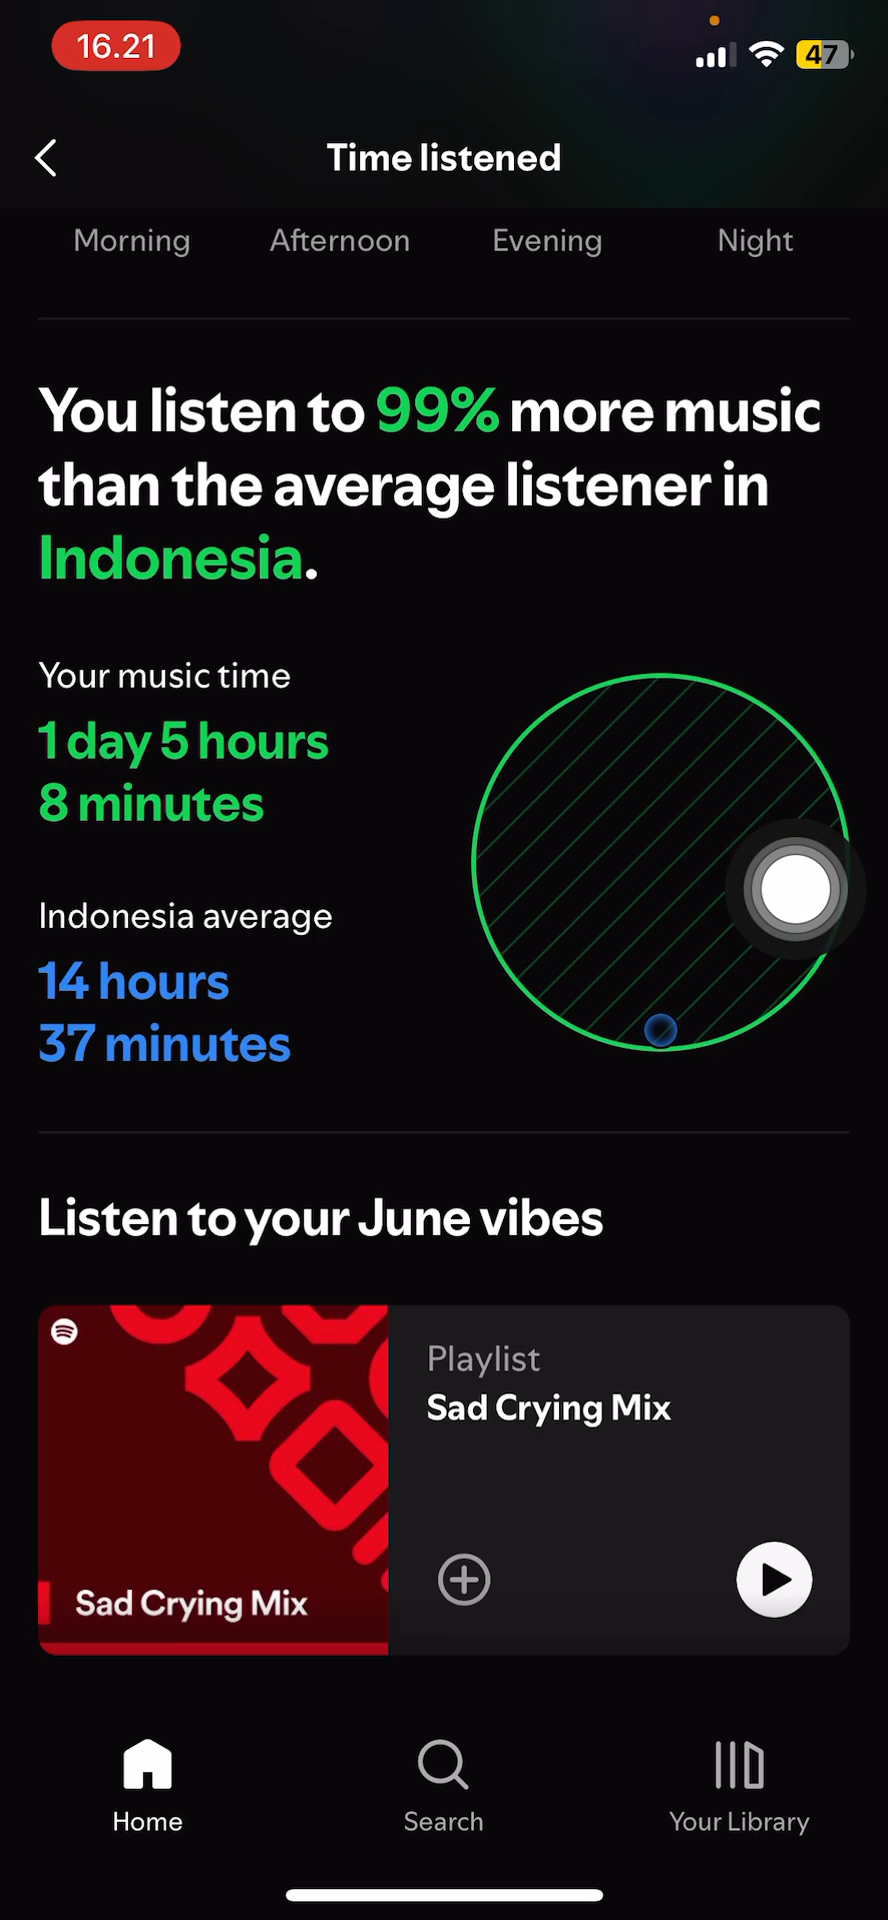 16.21
47
Time listened
Morning Afternoon Evening Night
You listen to 99% more music
than the average listener in
Indonesia.
Your music time
1 day 5 hours
8 minutes
Indonesia average
14 hours
37 minutes
Listen to your June vibes
Playlist
Sad Crying Mix
Sad Crying Mix
Home Search Your Library